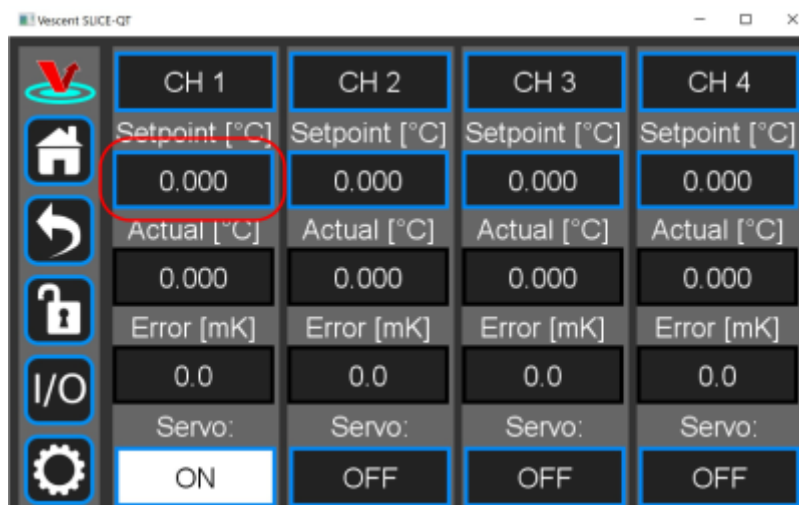 Vescent SLICE-QT
CH 1 CH 2 CH 3 CH 4
Setpoint [°C] Setpoint [°C] Setpoint [°C] Setpoint [°C]
0.000 0.000 0.000 0.000
Actual [°C] Actual [°C] Actual [°C] Actual [°C]
0.000 0.000 0.000 0.000
Error [mK] Error [mK] Error [mK] Error [mK]
I/O 0.0 0.0 0.0 0.0
Servo: Servo: Servo: Servo:
ON OFF OFF OFF